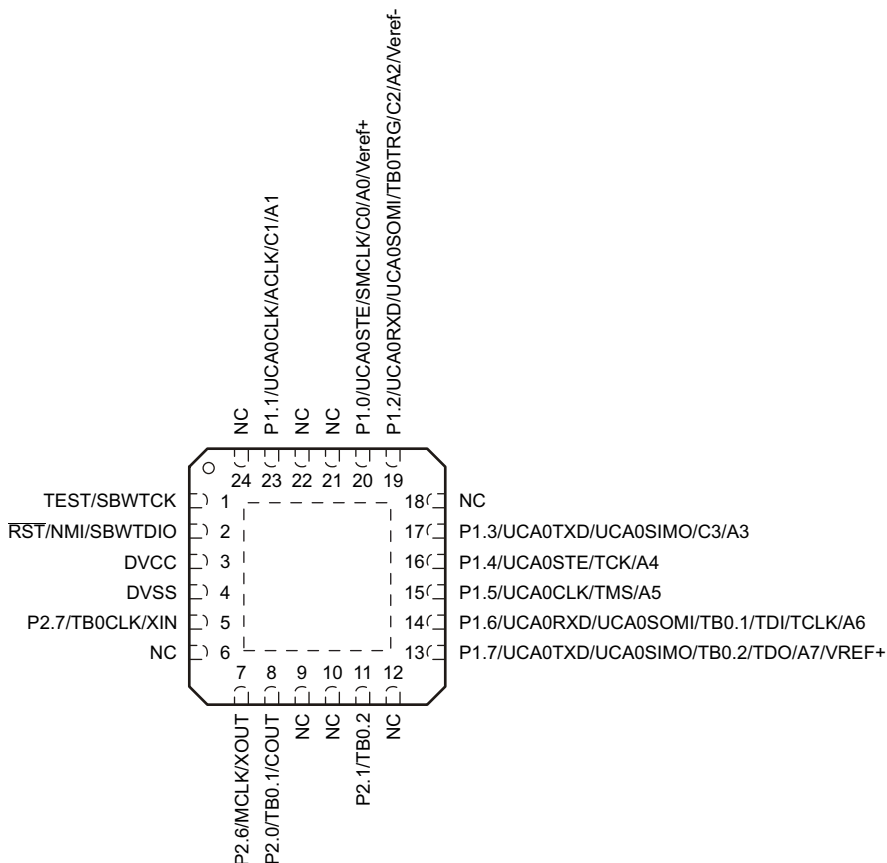 P1.1/UCA0CLK/ACLK/C1/A1
P1.0/UCA0STE/SMCLK/C0/A0/Veref+
P1.2/UCA0RXD/UCA0SOMI/TB0TRG/C2/A2/Veref-
NC
NC
NC
24
23
22
21
20
19
TEST/SBWTCK
1
18
NC
RST/NMI/SBWTDIO
2
17
P1.3/UCA0TXD/UCA0SIMO/C3/A3
DVCC
3
16
P1.4/UCA0STE/TCK/A4
DVSS
4
15
P1.5/UCA0CLK/TMS/A5
P2.7/TB0CLK/XIN
5
14
P1.6/UCA0RXD/UCA0SOMI/TB0.1/TDI/TCLK/A6
NC
6
13
P1.7/UCA0TXD/UCA0SIMO/TB0.2/TDO/A7/VREF+
7
8
9
10
11
12
P2.6/MCLK/XOUT
P2.0/TB0.1/COUT
NC
NC
P2.1/TB0.2
NC